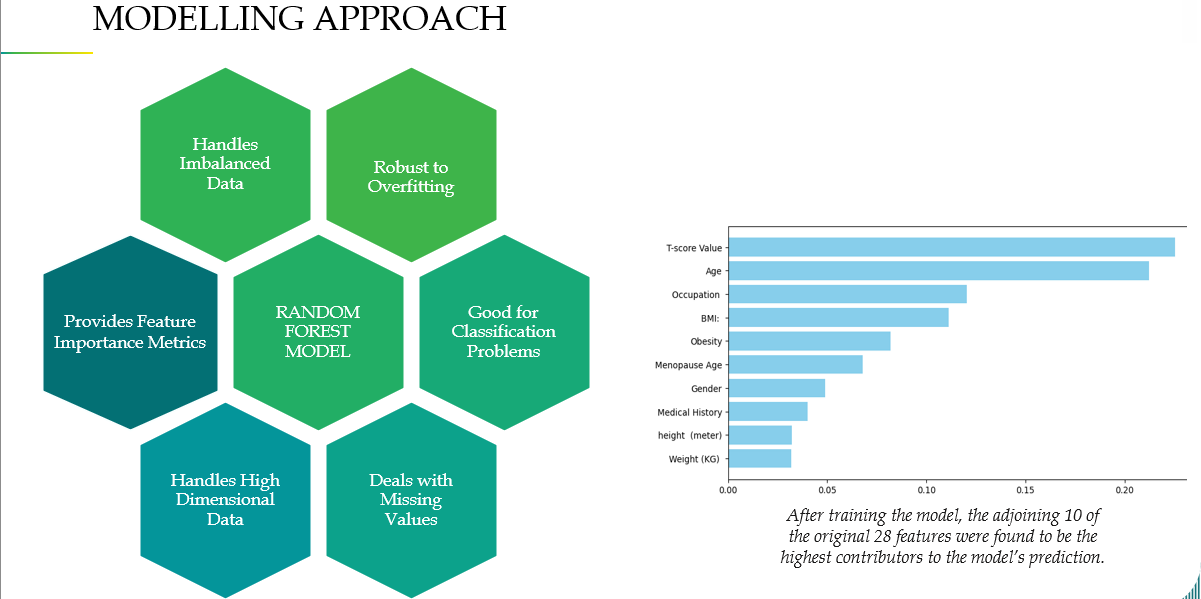 MODELLING APPROACH
Handles
Imbalanced
Data
Robust to
Overfitting
Provides Feature
Importance Metrics
RANDOM
FOREST
MODEL
Good for
Classification
Problems
Handles High
Dimensional
Data
Deals with
Missing
Values
T-score Value
Age
Occupation
BMI:
Obesity
Menopause Age
Gender
Medical History
height (meter)
Weight (KG)
0.00 0.05 0.10 0.15 0.20
After training the model, the adjoining 10 of
the original 28 features were found to be the
highest contributors to the model’s prediction.